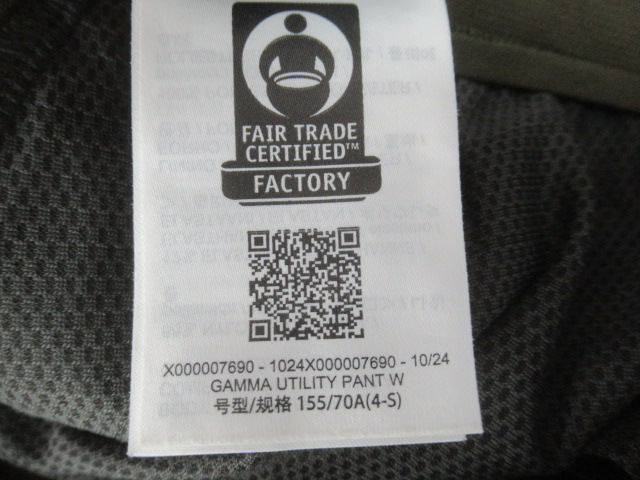 FAIR TRADE
CERTIFIED™
FACTORY
X000007690 - 1024X000007690 - 10/24
GAMMA UTILITY PANT W
号型/规格 155/70A(4-S)